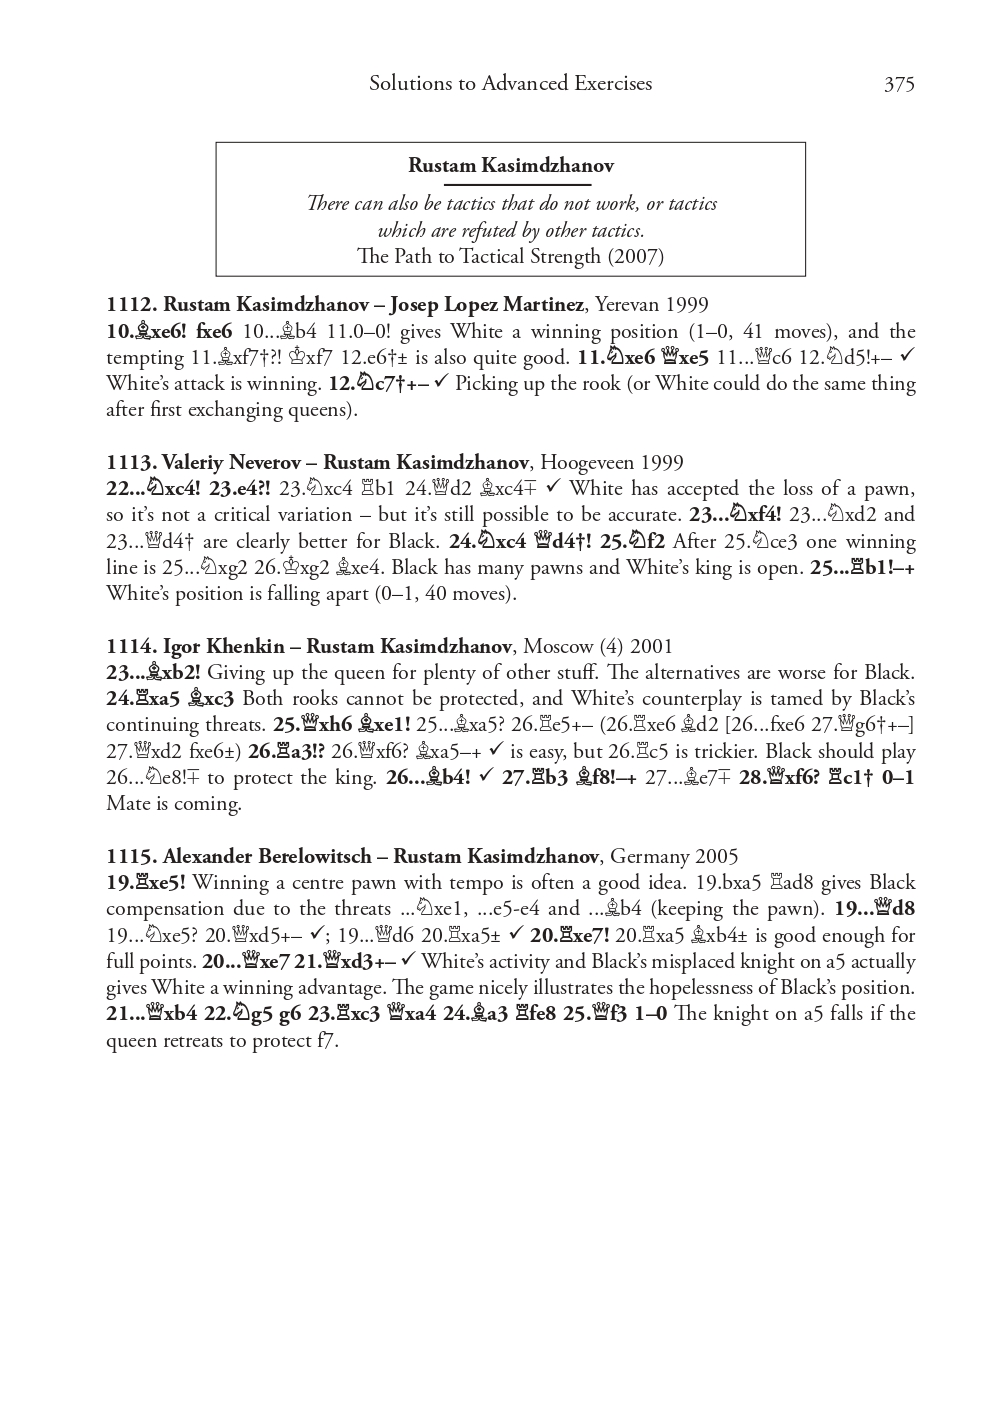 Solutions to Advanced Exercises 375
Rustam Kasimdzhanov
There can also be tactics that do not work, or tactics
which are refuted by other tactics.
The Path to Tactical Strength (2007)
1112. Rustam Kasimdzhanov – Josep Lopez Martinez, Yerevan 1999
10.♗xe6! fxe6 10...♗b4 11.0–0! gives White a winning position (1–0, 41 moves), and the
tempting 11.♗xf7†?! ♔xf7 12.e6†± is also quite good. 11.♘xe6 ♕xe5 11...♕c6 12.♘d5!+– ✓
White’s attack is winning. 12.♘c7†+– ✓ Picking up the rook (or White could do the same thing
after first exchanging queens).
1113. Valeriy Neverov – Rustam Kasimdzhanov, Hoogeveen 1999
22...♘xc4! 23.e4?! 23.♘xc4 ♖b1 24.♕d2 ♗xc4∓ ✓ White has accepted the loss of a pawn,
so it’s not a critical variation – but it’s still possible to be accurate. 23...♘xf4! 23...♘xd2 and
23...♕d4† are clearly better for Black. 24.♘xc4 ♕d4†! 25.♘f2 After 25.♘ce3 one winning
line is 25...♘xg2 26.♔xg2 ♗xe4. Black has many pawns and White’s king is open. 25...♖b1!–+
White’s position is falling apart (0–1, 40 moves).
1114. Igor Khenkin – Rustam Kasimdzhanov, Moscow (4) 2001
23...♗xb2! Giving up the queen for plenty of other stuff. The alternatives are worse for Black.
24.♖xa5 ♗xc3 Both rooks cannot be protected, and White’s counterplay is tamed by Black’s
continuing threats. 25.♕xh6 ♗xe1! 25...♗xa5? 26.♖e5+– (26.♖xe6 ♗d2 [26...fxe6 27.♕g6†+–]
27.♕xd2 fxe6±) 26.♖a3!? 26.♕xf6? ♗xa5–+ ✓ is easy, but 26.♖c5 is trickier. Black should play
26...♘e8!∓ to protect the king. 26...♗b4! ✓ 27.♖b3 ♗f8!–+ 27...♗e7∓ 28.♕xf6? ♖c1† 0–1
Mate is coming.
1115. Alexander Berelowitsch – Rustam Kasimdzhanov, Germany 2005
19.♖xe5! Winning a centre pawn with tempo is often a good idea. 19.bxa5 ♖ad8 gives Black
compensation due to the threats ...♘xe1, ...e5-e4 and ...♗b4 (keeping the pawn). 19...♕d8
19...♘xe5? 20.♕xd5+– ✓; 19...♕d6 20.♖xa5± ✓ 20.♖xe7! 20.♖xa5 ♗xb4± is good enough for
full points. 20...♕xe7 21.♕xd3+– ✓ White’s activity and Black’s misplaced knight on a5 actually
gives White a winning advantage. The game nicely illustrates the hopelessness of Black’s position.
21...♕xb4 22.♘g5 g6 23.♖xc3 ♕xa4 24.♗a3 ♖fe8 25.♕f3 1–0 The knight on a5 falls if the
queen retreats to protect f7.